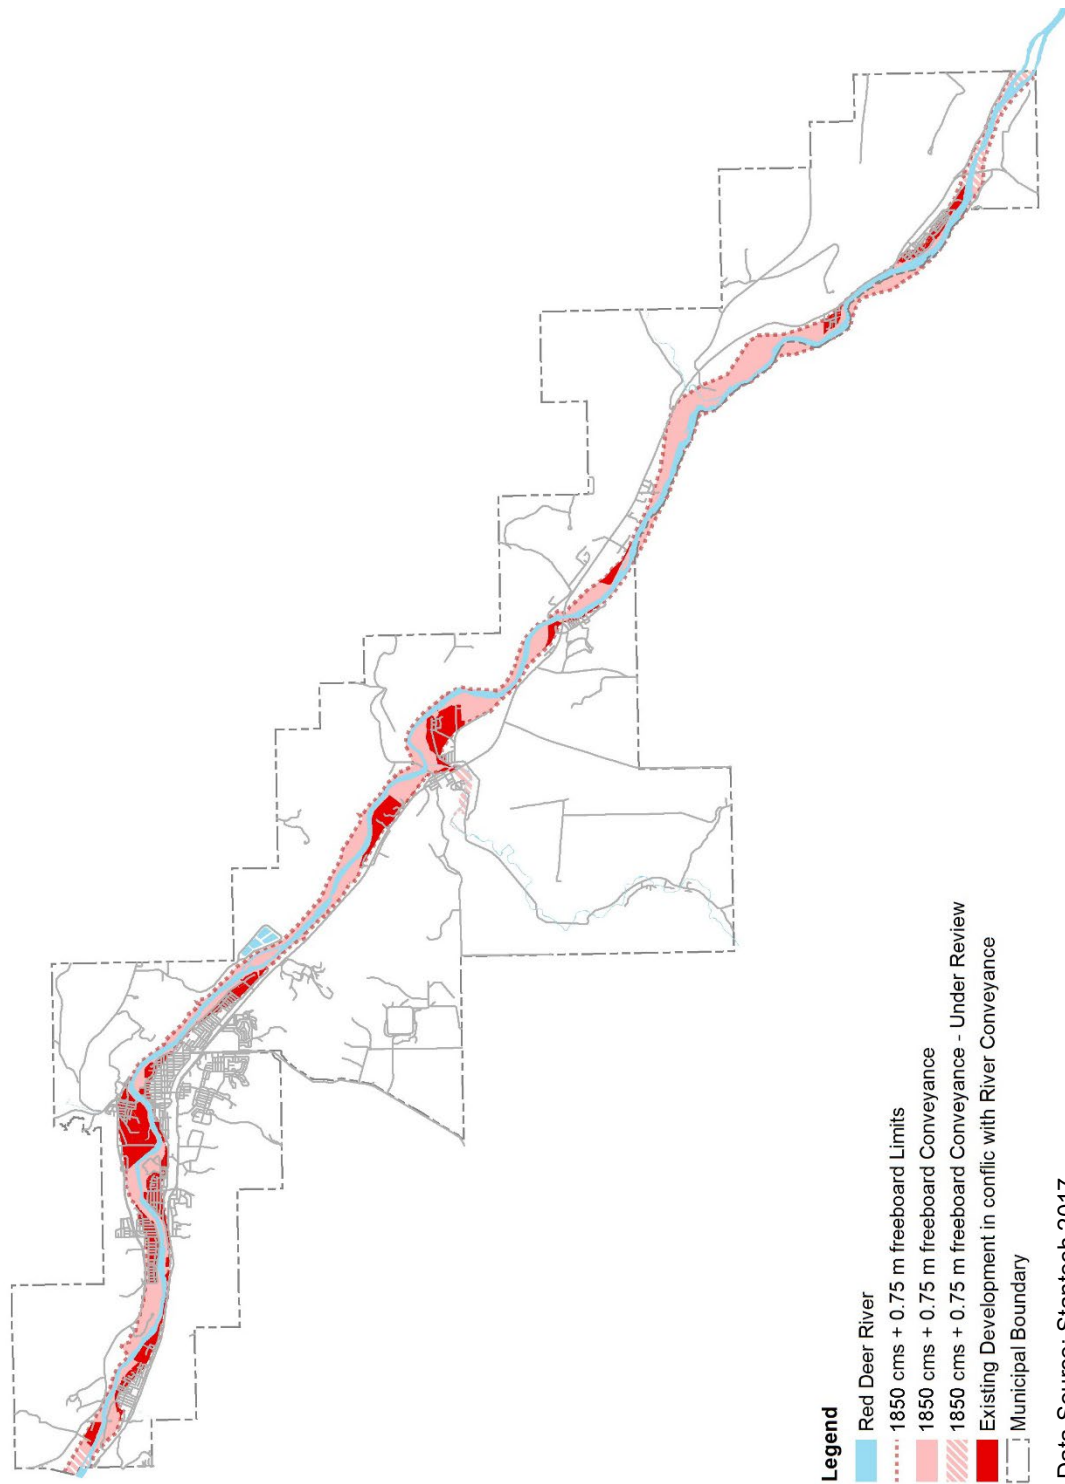 Legend
Red Deer River
1850 cms + 0.75 m freeboard Limits
1850 cms + 0.75 m freeboard Conveyance
1850 cms + 0.75 m freeboard Conveyance - Under Review
Existing Development in conflic with River Conveyance
Municipal Boundary
Data Source: Stantech 2017